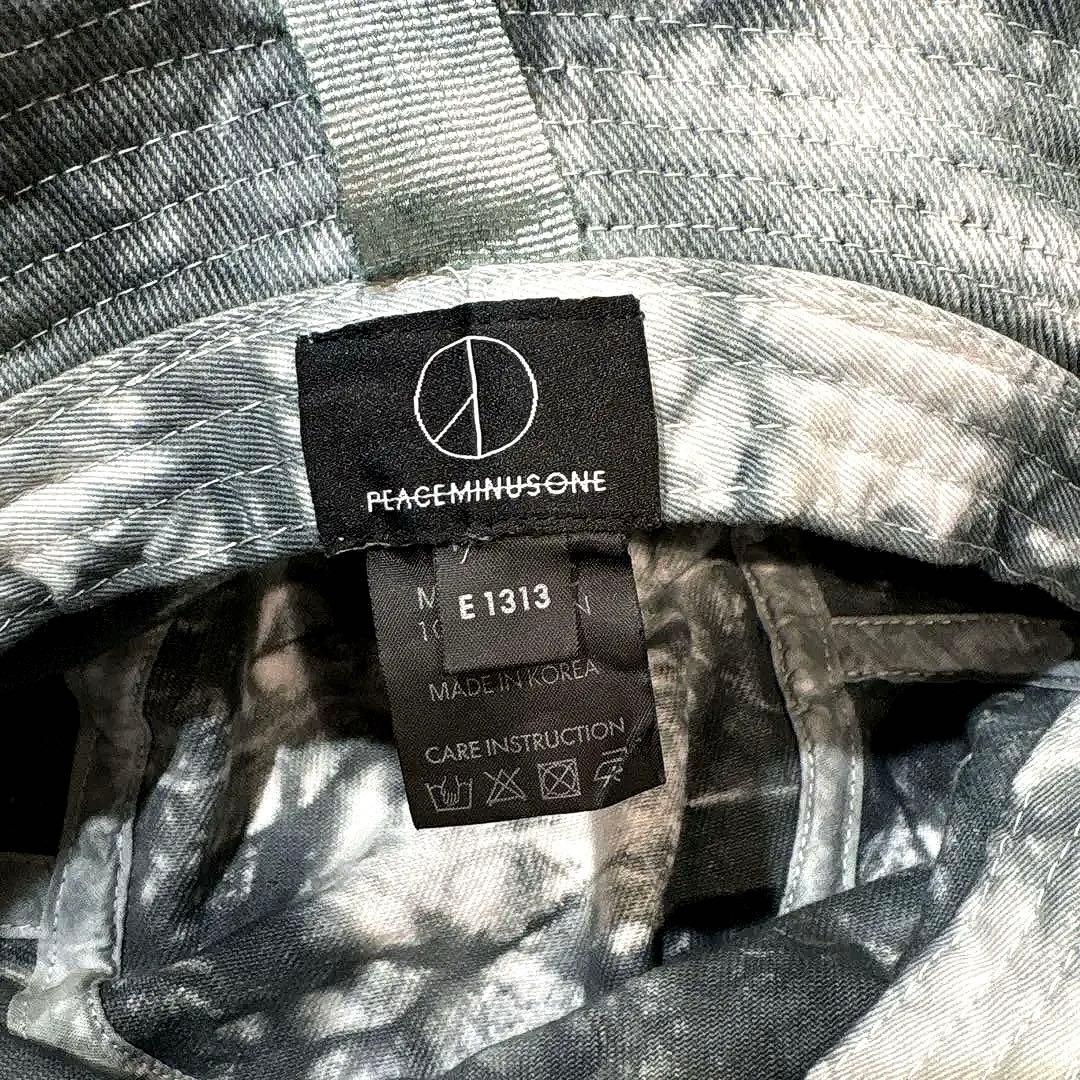 PEACEMINUSONE
E 1313
MADE IN KOREA
CARE INSTRUCTION